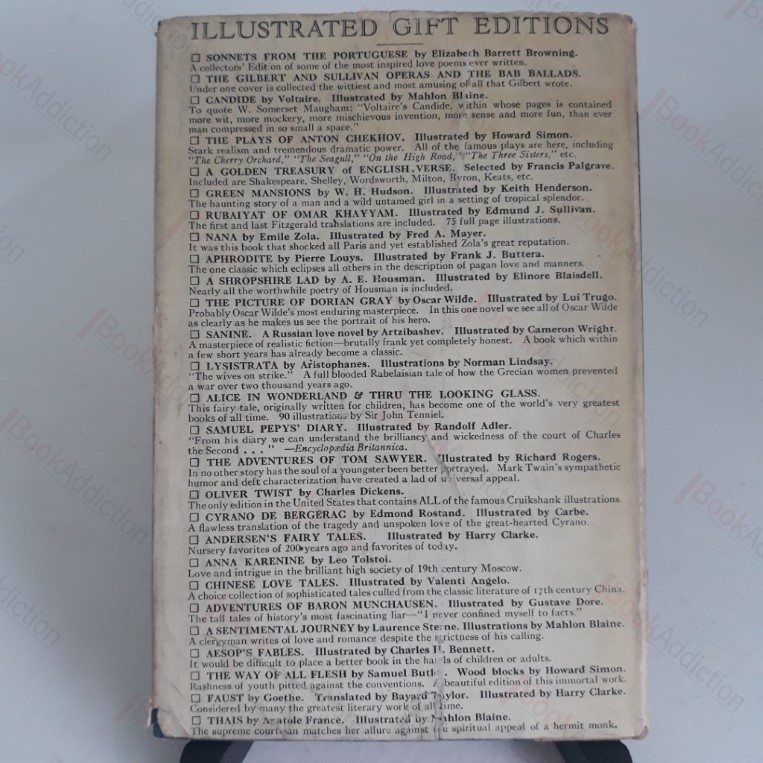 ILLUSTRATED GIFT EDITIONS
SONNETS FROM THE PORTUGUESE by Elizabeth Barrett Browning.
A collectors' Edition of some of the most inspired love poems ever written.
THE GILBERT AND SULLIVAN OPERAS AND THE BAB BALLADS.
Under one cover is collected the wittiest and most amusing of all that Gilbert wrote.
CANDIDE by Voltaire. Illustrated by Mahlon Blaine.
To quote W. Somerset Maugham: "Voltaire's Candide, within whose pages is contained
more wit, more mockery, more mischievous invention, more sense and more fun, than ever
man compressed in so small a space."
THE PLAYS OF ANTON CHEKHOV. Illustrated by Howard Simon.
Stark realism and tremendous dramatic power. All of the famous plays are here, including
"The Cherry Orchard," "The Seagull," "On the High Road," "The Three Sisters," etc.
A GOLDEN TREASURY of ENGLISH VERSE. Selected by Francis Palgrave.
Included are Shakespeare, Shelley, Wordsworth, Milton, Byron, Keats, etc.
GREEN MANSIONS by W. H. Hudson. Illustrated by Keith Henderson.
The haunting story of a man and a wild untamed girl in a setting of tropical splendor.
RUBAIYAT OF OMAR KHAYYAM. Illustrated by Edmund J. Sullivan.
The first and last Fitzgerald translations are included. 75 full page illustrations.
NANA by Emile Zola. Illustrated by Fred A. Mayer.
It was this book that shocked all Paris and yet established Zola's great reputation.
APHRODITE by Pierre Louys. Illustrated by Frank J. Buttera.
The one classic which eclipses all others in the description of pagan love and manners.
A SHROPSHIRE LAD by A. E. Housman. Illustrated by Elinore Blaisdell.
Nearly all the worthwhile poetry of Housman is included.
THE PICTURE OF DORIAN GRAY by Oscar Wilde. Illustrated by Lui Trugo.
Probably Oscar Wilde's most enduring masterpiece. In this one novel we see all of Oscar Wilde
as clearly as he makes us see the portrait of his hero.
SANINE. A Russian love novel by Artzibashev. Illustrated by Cameron Wright.
A masterpiece of realistic fiction—brutally frank yet completely honest. A book which within
a few short years has already become a classic.
LYSISTRATA by Aristophanes. Illustrations by Norman Lindsay.
"The wives on strike." A full blooded Rabelaisian tale of how the Grecian women prevented
a war over two thousand years ago.
ALICE IN WONDERLAND & THRU THE LOOKING GLASS.
This fairy tale, originally written for children, has become one of the world's very greatest
books of all time. 90 illustrations by Sir John Tenniel.
SAMUEL PEPYS' DIARY. Illustrated by Randolf Adler.
"From his diary we can understand the brilliancy and wickedness of the court of Charles
the Second . . . " —Encyclopædia Britannica.
THE ADVENTURES OF TOM SAWYER. Illustrated by Richard Rogers.
In no other story has the soul of a youngster been better portrayed. Mark Twain's sympathetic
humor and deft characterization have created a lad of universal appeal.
OLIVER TWIST by Charles Dickens.
The only edition in the United States that contains ALL of the famous Cruikshank illustrations.
CYRANO DE BERGERAC by Edmond Rostand. Illustrated by Carbe.
A flawless translation of the tragedy and unspoken love of the great-hearted Cyrano.
ANDERSEN'S FAIRY TALES. Illustrated by Harry Clarke.
Nursery favorites of 200 years ago and favorites of today.
ANNA KARENINE by Leo Tolstoi.
Love and intrigue in the brilliant high society of 19th century Moscow.
CHINESE LOVE TALES. Illustrated by Valenti Angelo.
A choice collection of sophisticated tales culled from the classic literature of 17th century China.
ADVENTURES OF BARON MUNCHAUSEN. Illustrated by Gustave Dore.
The tall tales of history's most fascinating liar—"I never confined myself to facts."
A SENTIMENTAL JOURNEY by Laurence Sterne. Illustrations by Mahlon Blaine.
A clergyman writes of love and romance despite the strictness of his calling.
AESOP'S FABLES. Illustrated by Charles H. Bennett.
It would be difficult to place a better book in the hands of children or adults.
THE WAY OF ALL FLESH by Samuel Butler. Wood blocks by Howard Simon.
Rashness of youth pitted against the conventions. A beautiful edition of this immortal work.
FAUST by Goethe. Translated by Bayard Taylor. Illustrated by Harry Clarke.
Considered by many the greatest literary work of all time.
THAIS by Anatole France. Illustrated by Mahlon Blaine.
The supreme courtesan matches her allure against the spiritual appeal of a hermit monk.
BookAddiction